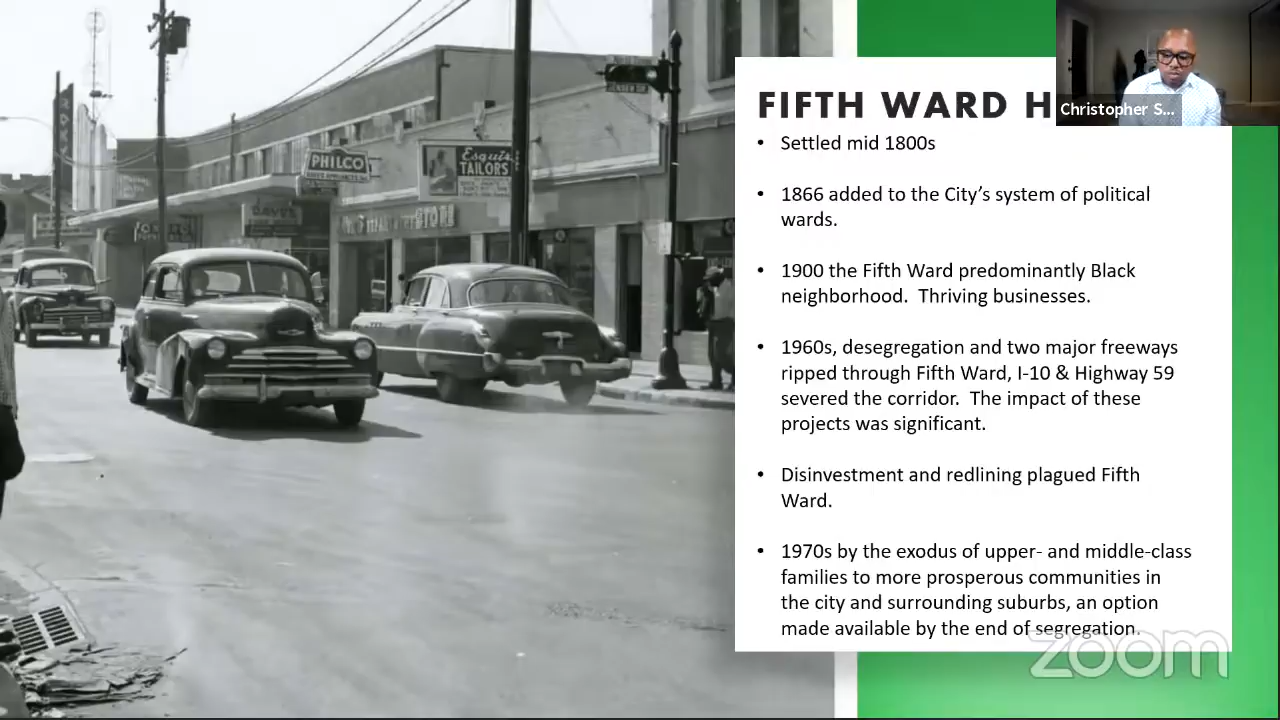 FIFTH WARD H
Christopher S...
• Settled mid 1800s
• 1866 added to the City’s system of political
wards.
• 1900 the Fifth Ward predominantly Black
neighborhood. Thriving businesses.
• 1960s, desegregation and two major freeways
ripped through Fifth Ward, I-10 & Highway 59
severed the corridor. The impact of these
projects was significant.
• Disinvestment and redlining plagued Fifth
Ward.
• 1970s by the exodus of upper- and middle-class
families to more prosperous communities in
the city and surrounding suburbs, an option
made available by the end of segregation.
zoom
PHILCO
Esquire
TAILORS